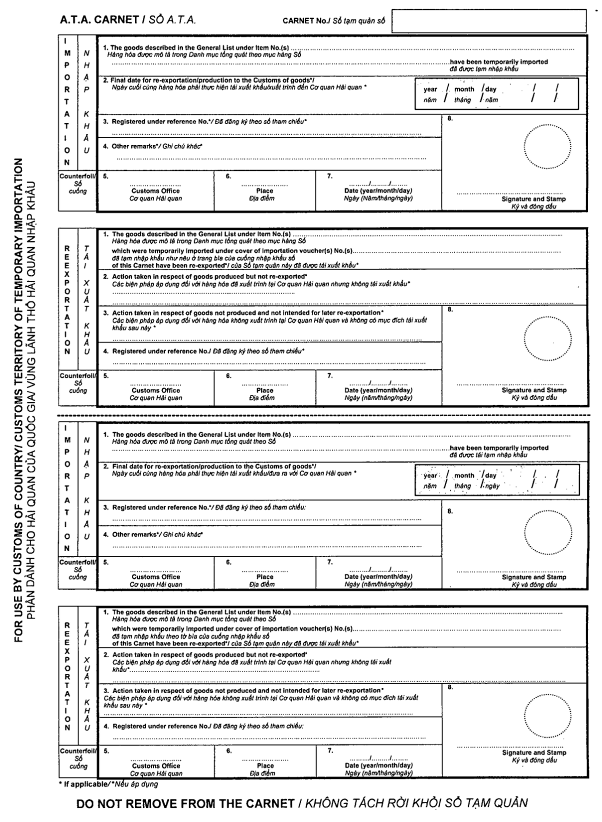 A.T.A. CARNET / SỔ A.T.A.
CARNET No./ Số tạm quản số
FOR USE BY CUSTOMS OF COUNTRY/ CUSTOMS TERRITORY OF TEMPORARY IMPORTATION
PHẦN DÀNH CHO HẢI QUAN CỦA QUỐC GIA/ VÙNG LÃNH THỔ HẢI QUAN NHẬP KHẨU
IMPORTATION
NHẬP KHẨU
1. The goods described in the General List under Item No.(s)
Hàng hóa được mô tả trong Danh mục tổng quát theo mục hàng Số
have been temporarily imported
đã được tạm nhập khẩu
2. Final date for re-exportation/production to the Customs of goods*/
Ngày cuối cùng hàng hóa phải thực hiện tái xuất khẩu/xuất trình đến Cơ quan Hải quan *
year / month / day / /
năm / tháng / năm / /
3. Registered under reference No.*/ Đã đăng ký theo số tham chiếu*
4. Other remarks*/ Ghi chú khác*
8.
Counterfoil/
Số
cuống
5.
Customs Office
Cơ quan Hải quan
6.
Place
Địa điểm
7.
Date (year/month/day)
Ngày (Năm/tháng/ngày)
Signature and Stamp
Ký và đóng dấu
REEXPORTATION
TÁI XUẤT KHẨU
1. The goods described in the General List under Item No.(s)
Hàng hóa được mô tả trong Danh mục tổng quát theo mục hàng Số
which were temporarily imported under cover of importation voucher(s) No.(s)
đã tạm nhập khẩu như nêu ở trang bìa của cuống nhập khẩu số
of this Carnet have been re-exported*/ của Số tạm quản này đã được tái xuất khẩu*
2. Action taken in respect of goods produced but not re-exported*/
Các biện pháp áp dụng đối với hàng hóa đã xuất trình tại Cơ quan Hải quan nhưng không tái xuất khẩu*
3. Action taken in respect of goods not produced and not intended for later re-exportation*
Các biện pháp áp dụng đối với hàng hóa không xuất trình tại Cơ quan Hải quan và không có mục đích tái xuất
khẩu sau này *
4. Registered under reference No./ Đã đăng ký theo số tham chiếu*
8.
Counterfoil/
Số
cuống
5.
Customs Office
Cơ quan Hải quan
6.
Place
Địa điểm
7.
Date (year/month/day)
Ngày (năm/tháng/ngày)
Signature and Stamp
Ký và đóng dấu
IMPORTATION
NHẬP KHẨU
1. The goods described in the General List under Item No.(s)
Hàng hóa được mô tả trong Danh mục tổng quát theo Số
have been temporarily imported
đã được tái tạm nhập khẩu
2. Final date for re-exportation/production to the Customs of goods*/
Ngày cuối cùng hàng hóa phải thực hiện tái xuất khẩu/đưa ra với Cơ quan Hải quan *
year / month / day / /
năm / tháng / ngày / /
3. Registered under reference No.*/ Đã đăng ký theo số tham chiếu:
4. Other remarks*/ Ghi chú khác*
8.
Counterfoil/
Số
cuống
5.
Customs Office
Cơ quan Hải quan
6.
Place
Địa điểm
7.
Date (year/month/day)
Ngày (Năm/tháng/ngày)
Signature and Stamp
Ký và đóng dấu
REEXPORTATION
TÁI XUẤT KHẨU
1. The goods described in the General List under Item No.(s)
Hàng hóa được mô tả trong Danh mục tổng quát theo Số
which were temporarily imported under cover of importation voucher(s) No.(s)
đã tạm nhập khẩu theo tờ bìa của cuống nhập khẩu số
of this Carnet have been re-exported*/ của Số tạm quản này đã được tái xuất khẩu*
2. Action taken in respect of goods produced but not re-exported*
Các biện pháp áp dụng đối với hàng hóa đã xuất trình tại Cơ quan Hải quan nhưng không tái xuất
khẩu*
3. Action taken in respect of goods not produced and not intended for later re-exportation*
Các biện pháp áp dụng đối với hàng hóa không xuất trình tại Cơ quan Hải quan và không có mục đích tái xuất
khẩu sau này *
4. Registered under reference No./ Đã đăng ký theo số tham chiếu:
8.
Counterfoil/
Số
cuống
5.
Customs Office
Cơ quan Hải quan
6.
Place
Địa điểm
7.
Date (year/month/day)
Ngày (Năm/tháng/ngày)
Signature and Stamp
Ký và đóng dấu
* If applicable/ *Nếu áp dụng
DO NOT REMOVE FROM THE CARNET / KHÔNG TÁCH RỜI KHỎI SỔ TẠM QUẢN